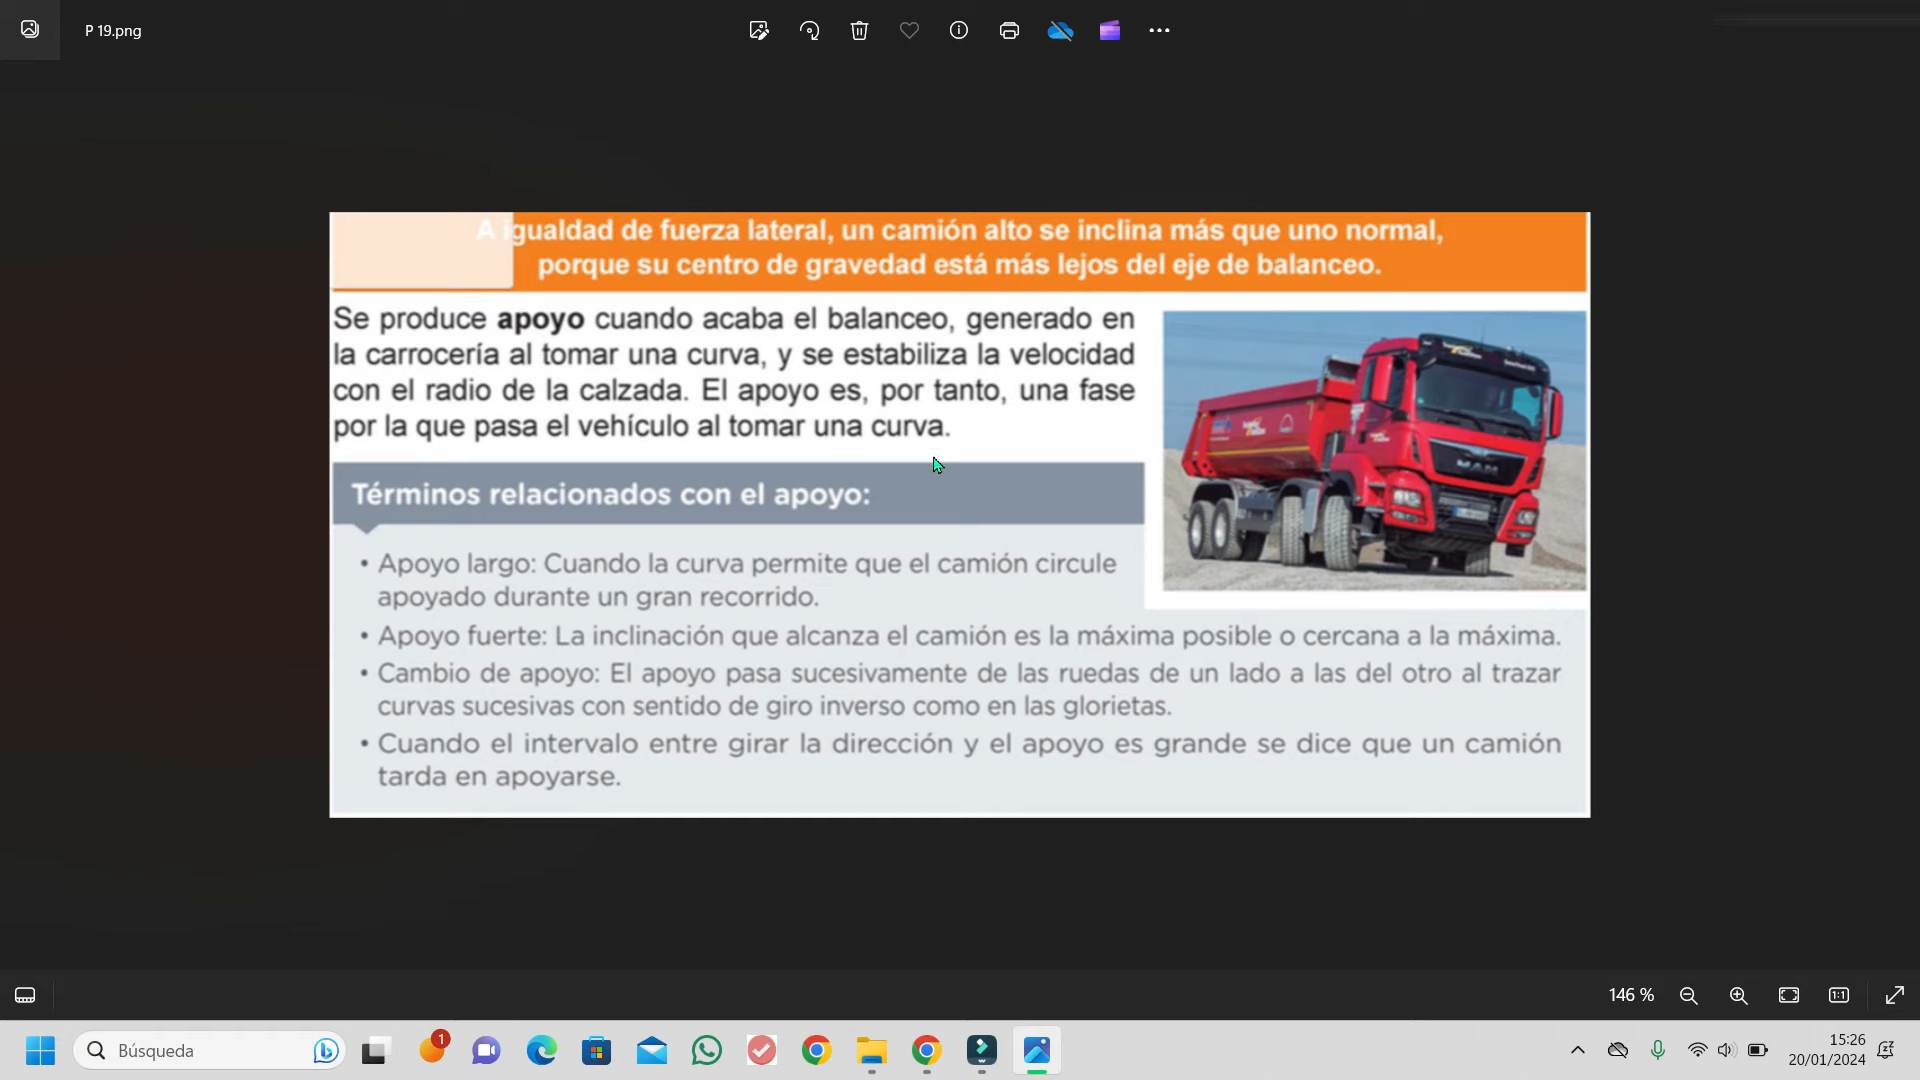 P 19.png
A igualdad de fuerza lateral, un camión alto se inclina más que uno normal,
porque su centro de gravedad está más lejos del eje de balanceo.
Se produce apoyo cuando acaba el balanceo, generado en
la carrocería al tomar una curva, y se estabiliza la velocidad
con el radio de la calzada. El apoyo es, por tanto, una fase
por la que pasa el vehículo al tomar una curva.
MAN
Términos relacionados con el apoyo:
• Apoyo largo: Cuando la curva permite que el camión circule
apoyado durante un gran recorrido.
• Apoyo fuerte: La inclinación que alcanza el camión es la máxima posible o cercana a la máxima.
• Cambio de apoyo: El apoyo pasa sucesivamente de las ruedas de un lado a las del otro al trazar
curvas sucesivas con sentido de giro inverso como en las glorietas.
• Cuando el intervalo entre girar la dirección y el apoyo es grande se dice que un camión
tarda en apoyarse.
146 %
1:1
Búsqueda
1
15:26
20/01/2024